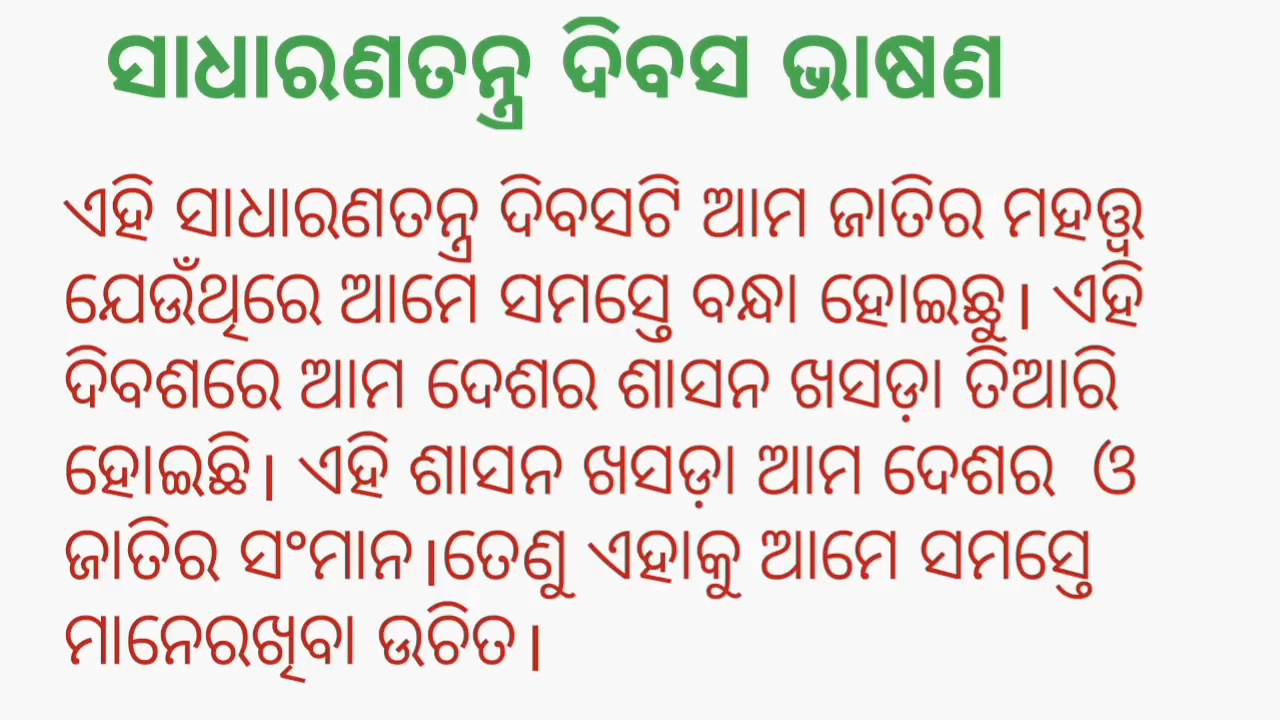 ସାଧାରଣତନ୍ତ୍ର ଦିବସ ଭାଷଣ
ଏହି ସାଧାରଣତନ୍ତ୍ର ଦିବସଟି ଆମ ଜାତିର ମହତ୍ତ୍ୱ
ଯେଉଁଥିରେ ଆମେ ସମସ୍ତେ ବନ୍ଧା ହୋଇଛୁ। ଏହି
ଦିବଶରେ ଆମ ଦେଶର ଶାସନ ଖସଡ଼ା ତିଆରି
ହୋଇଛି। ଏହି ଶାସନ ଖସଡ଼ା ଆମ ଦେଶର ଓ
ଜାତିର ସଂମାନ।ତେଣୁ ଏହାକୁ ଆମେ ସମସ୍ତେ
ମାନେରଖିବା ଉଚିତ।